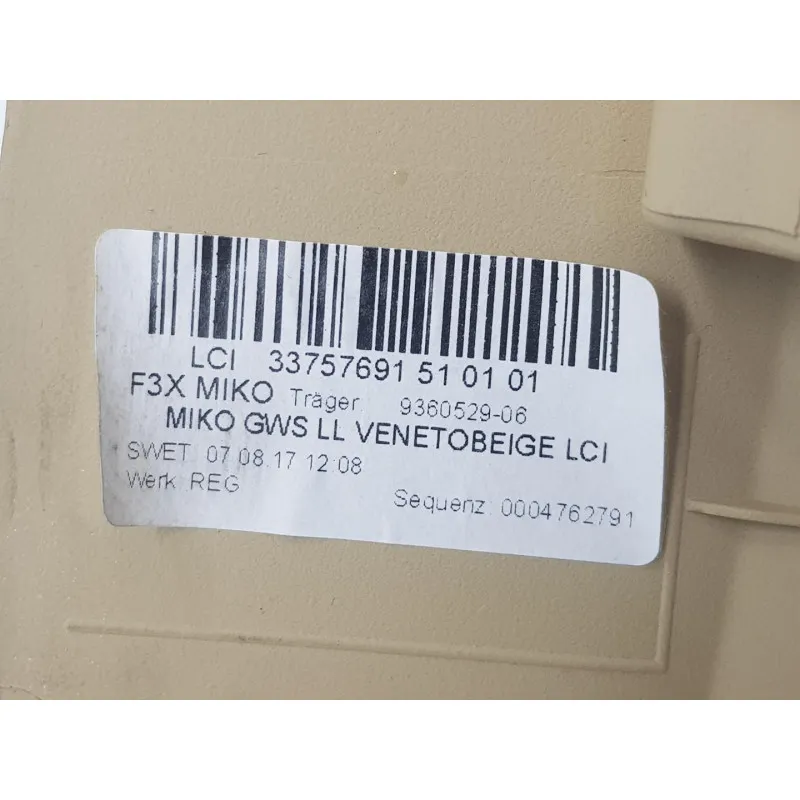 LCI 33757691 51 01 01
F3X MIKO Träger 9360529-06
MIKO GWS LL VENETOBEIGE LCI
SWET 07.08.17 12:08
Werk: REG
Sequenz: 0004762791